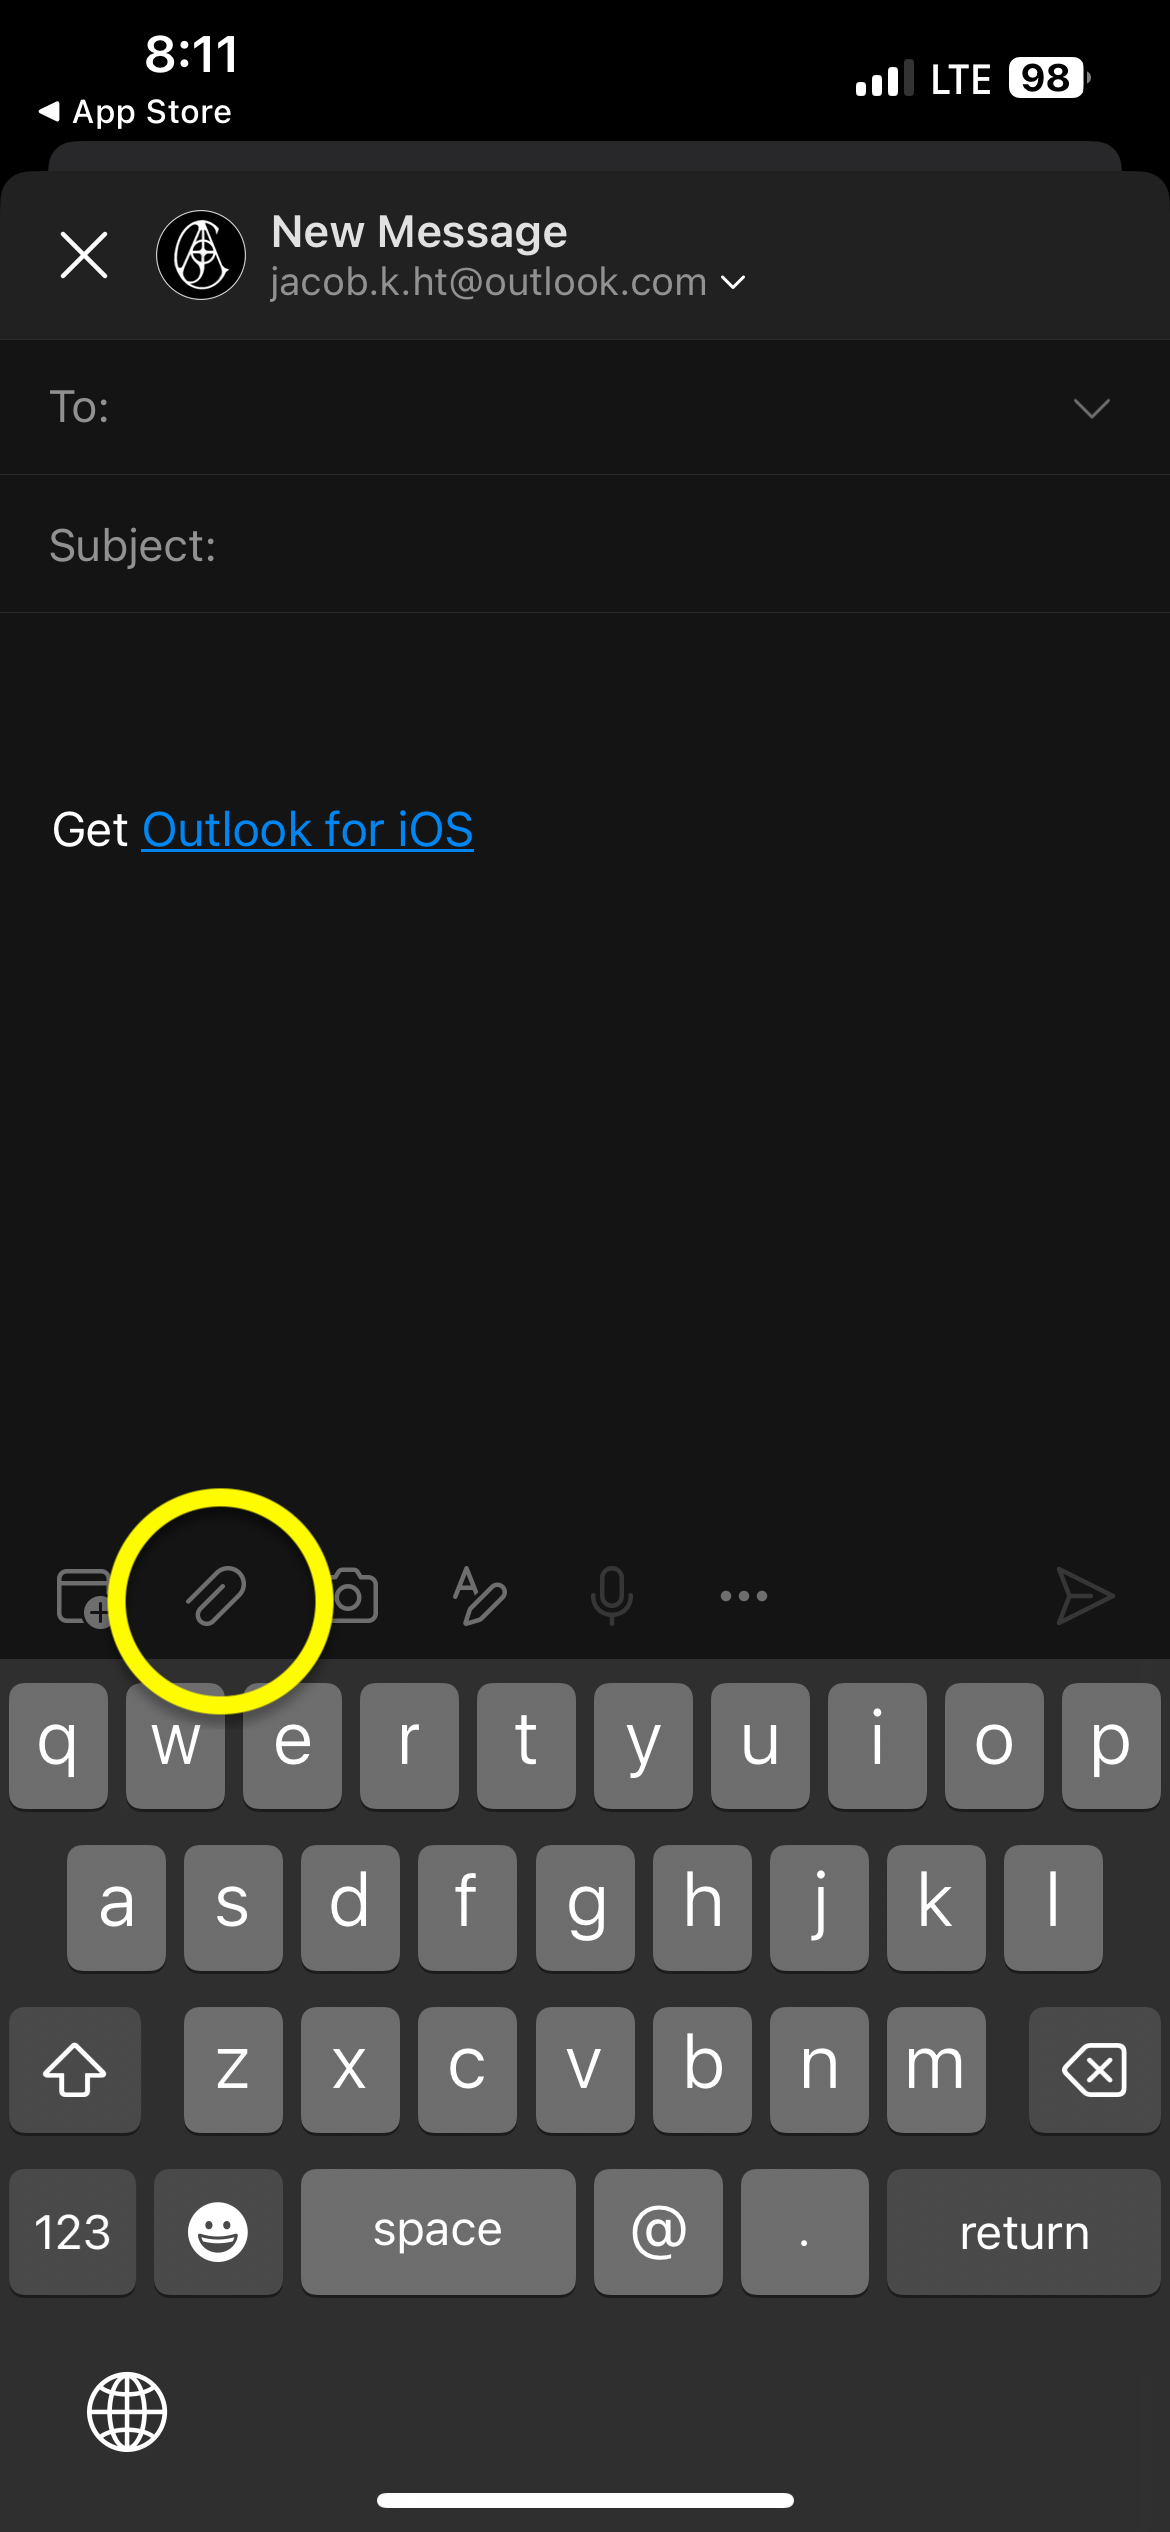 8:11
LTE 98
◀ App Store
New Message
jacob.k.ht@outlook.com
To:
Subject:
Get Outlook for iOS
q w e r t y u i o p
a s d f g h j k l
z x c v b n m
123 space @ . return